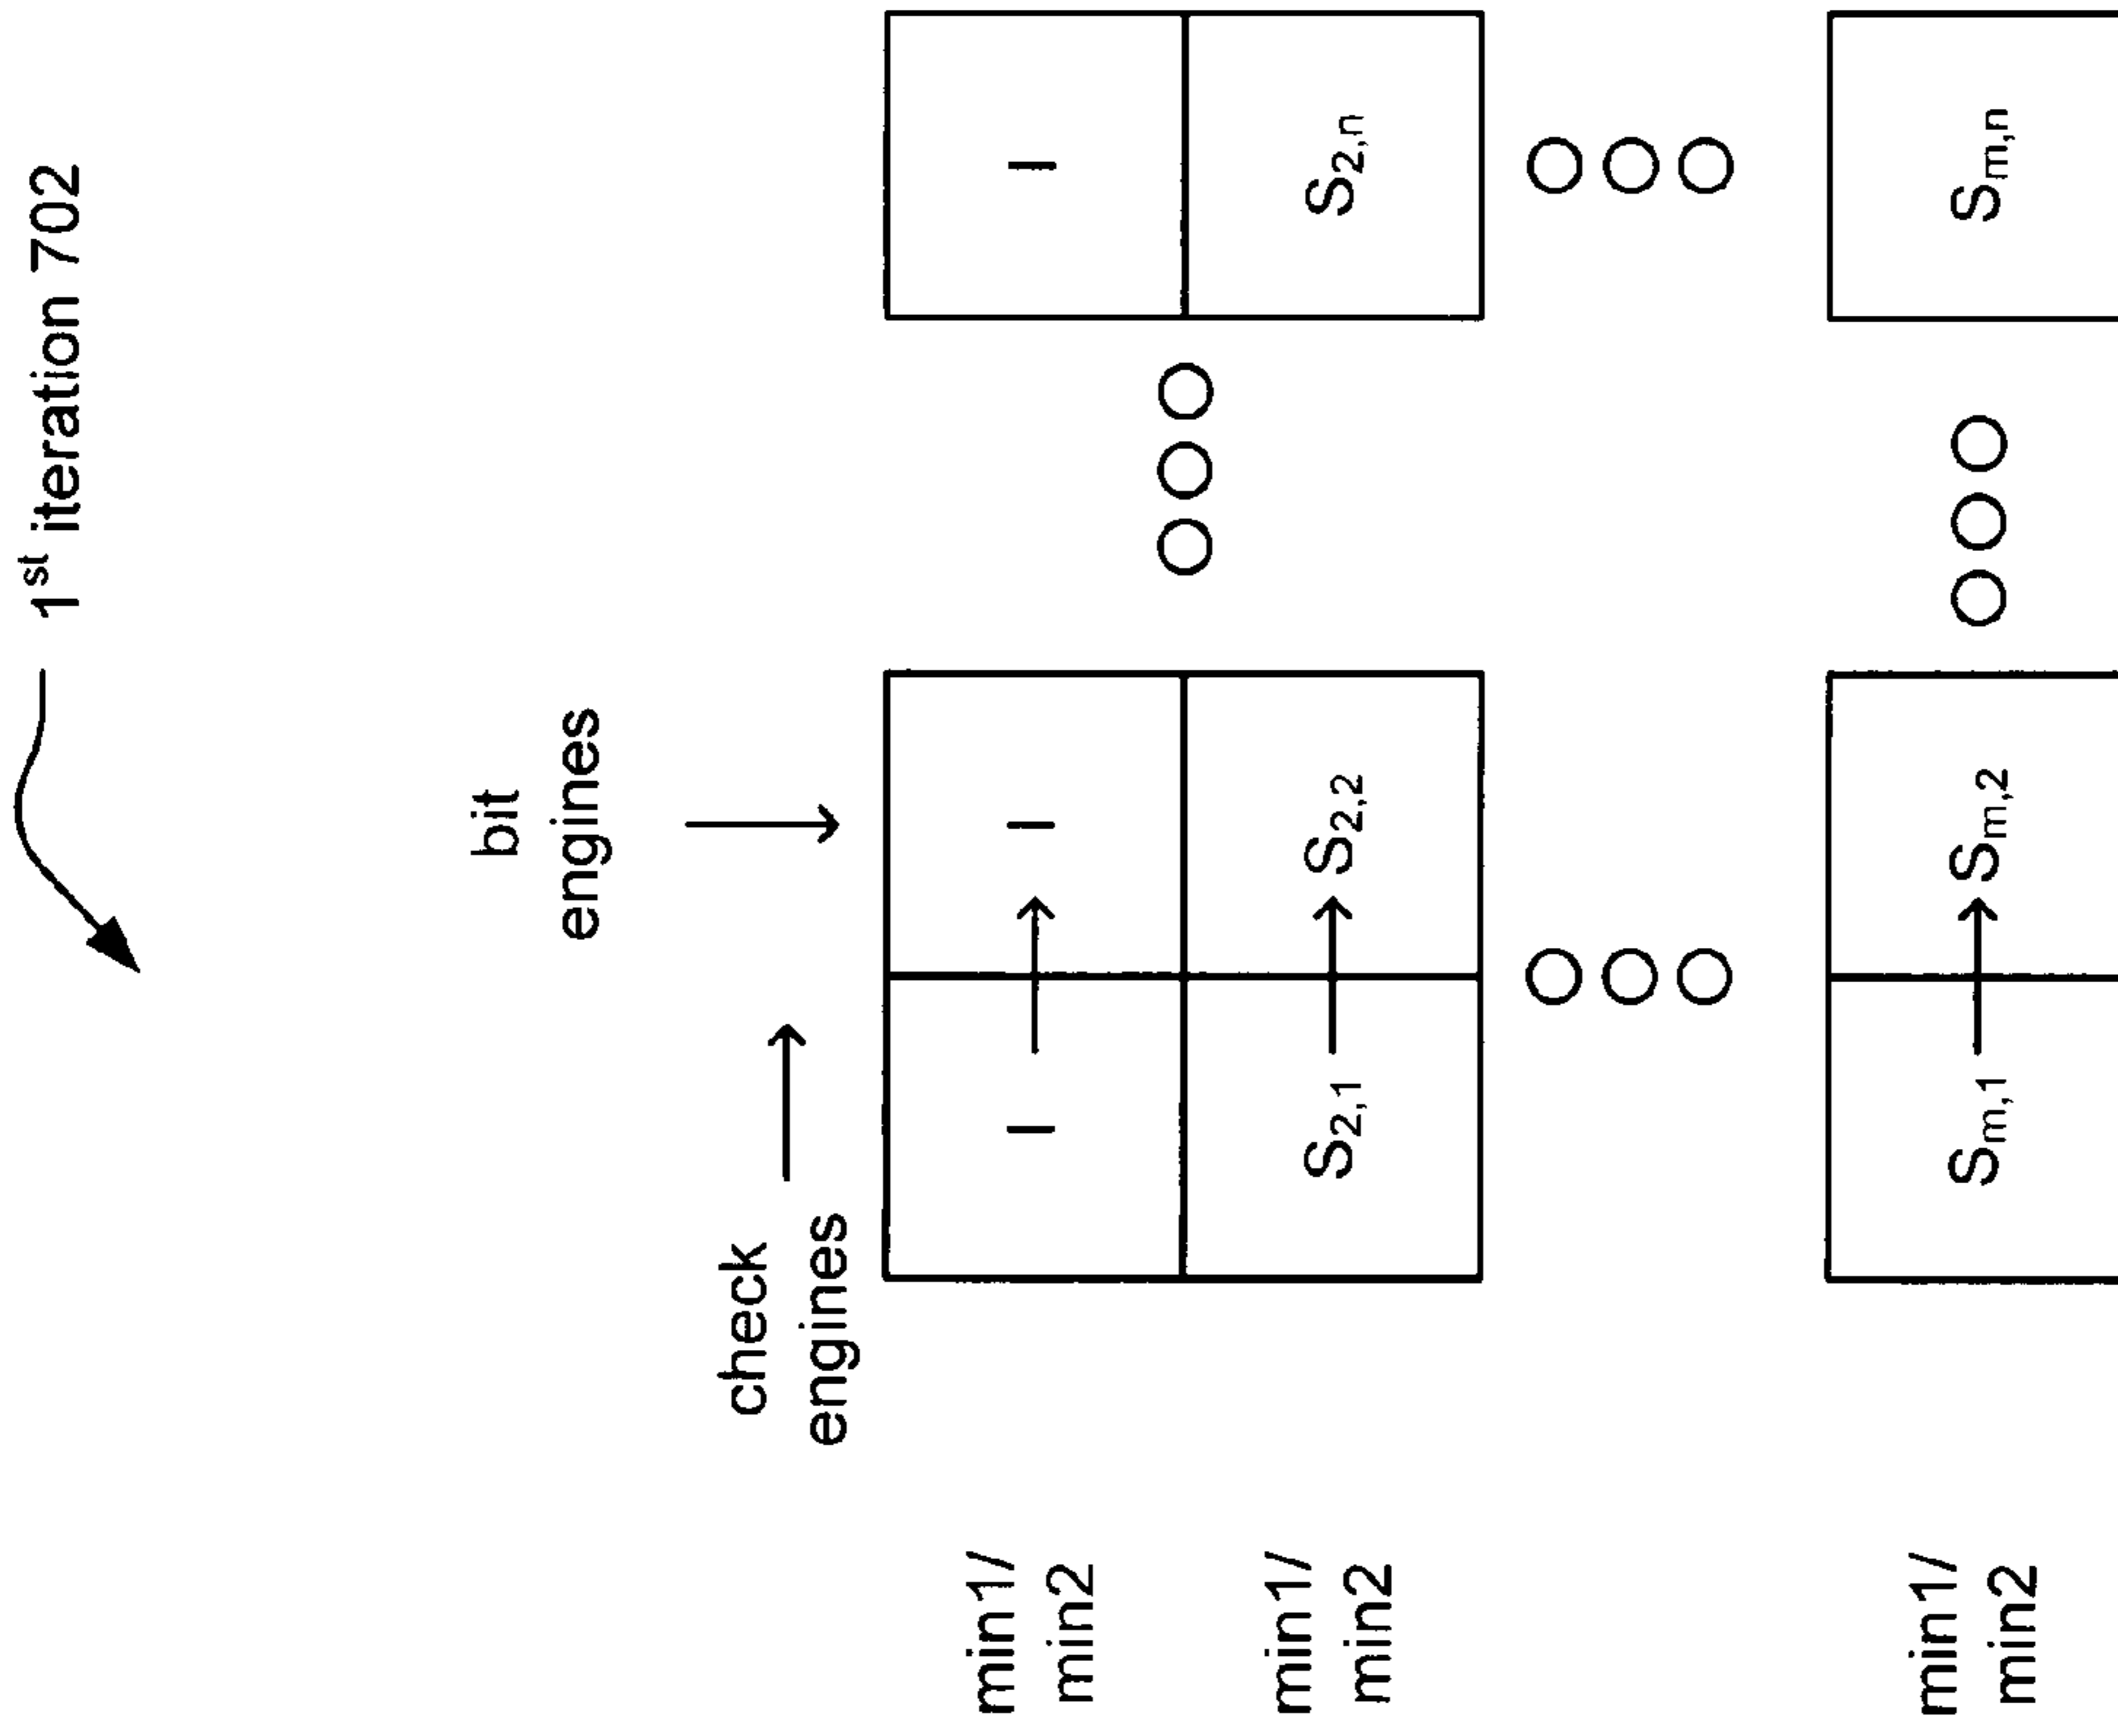 1st iteration 702
bit
engines
check
engines
min1/
min2
I I I
min1/
min2
S2,1 S2,2 S2,n
min1/
min2
Sm,1 Sm,2 Sm,n